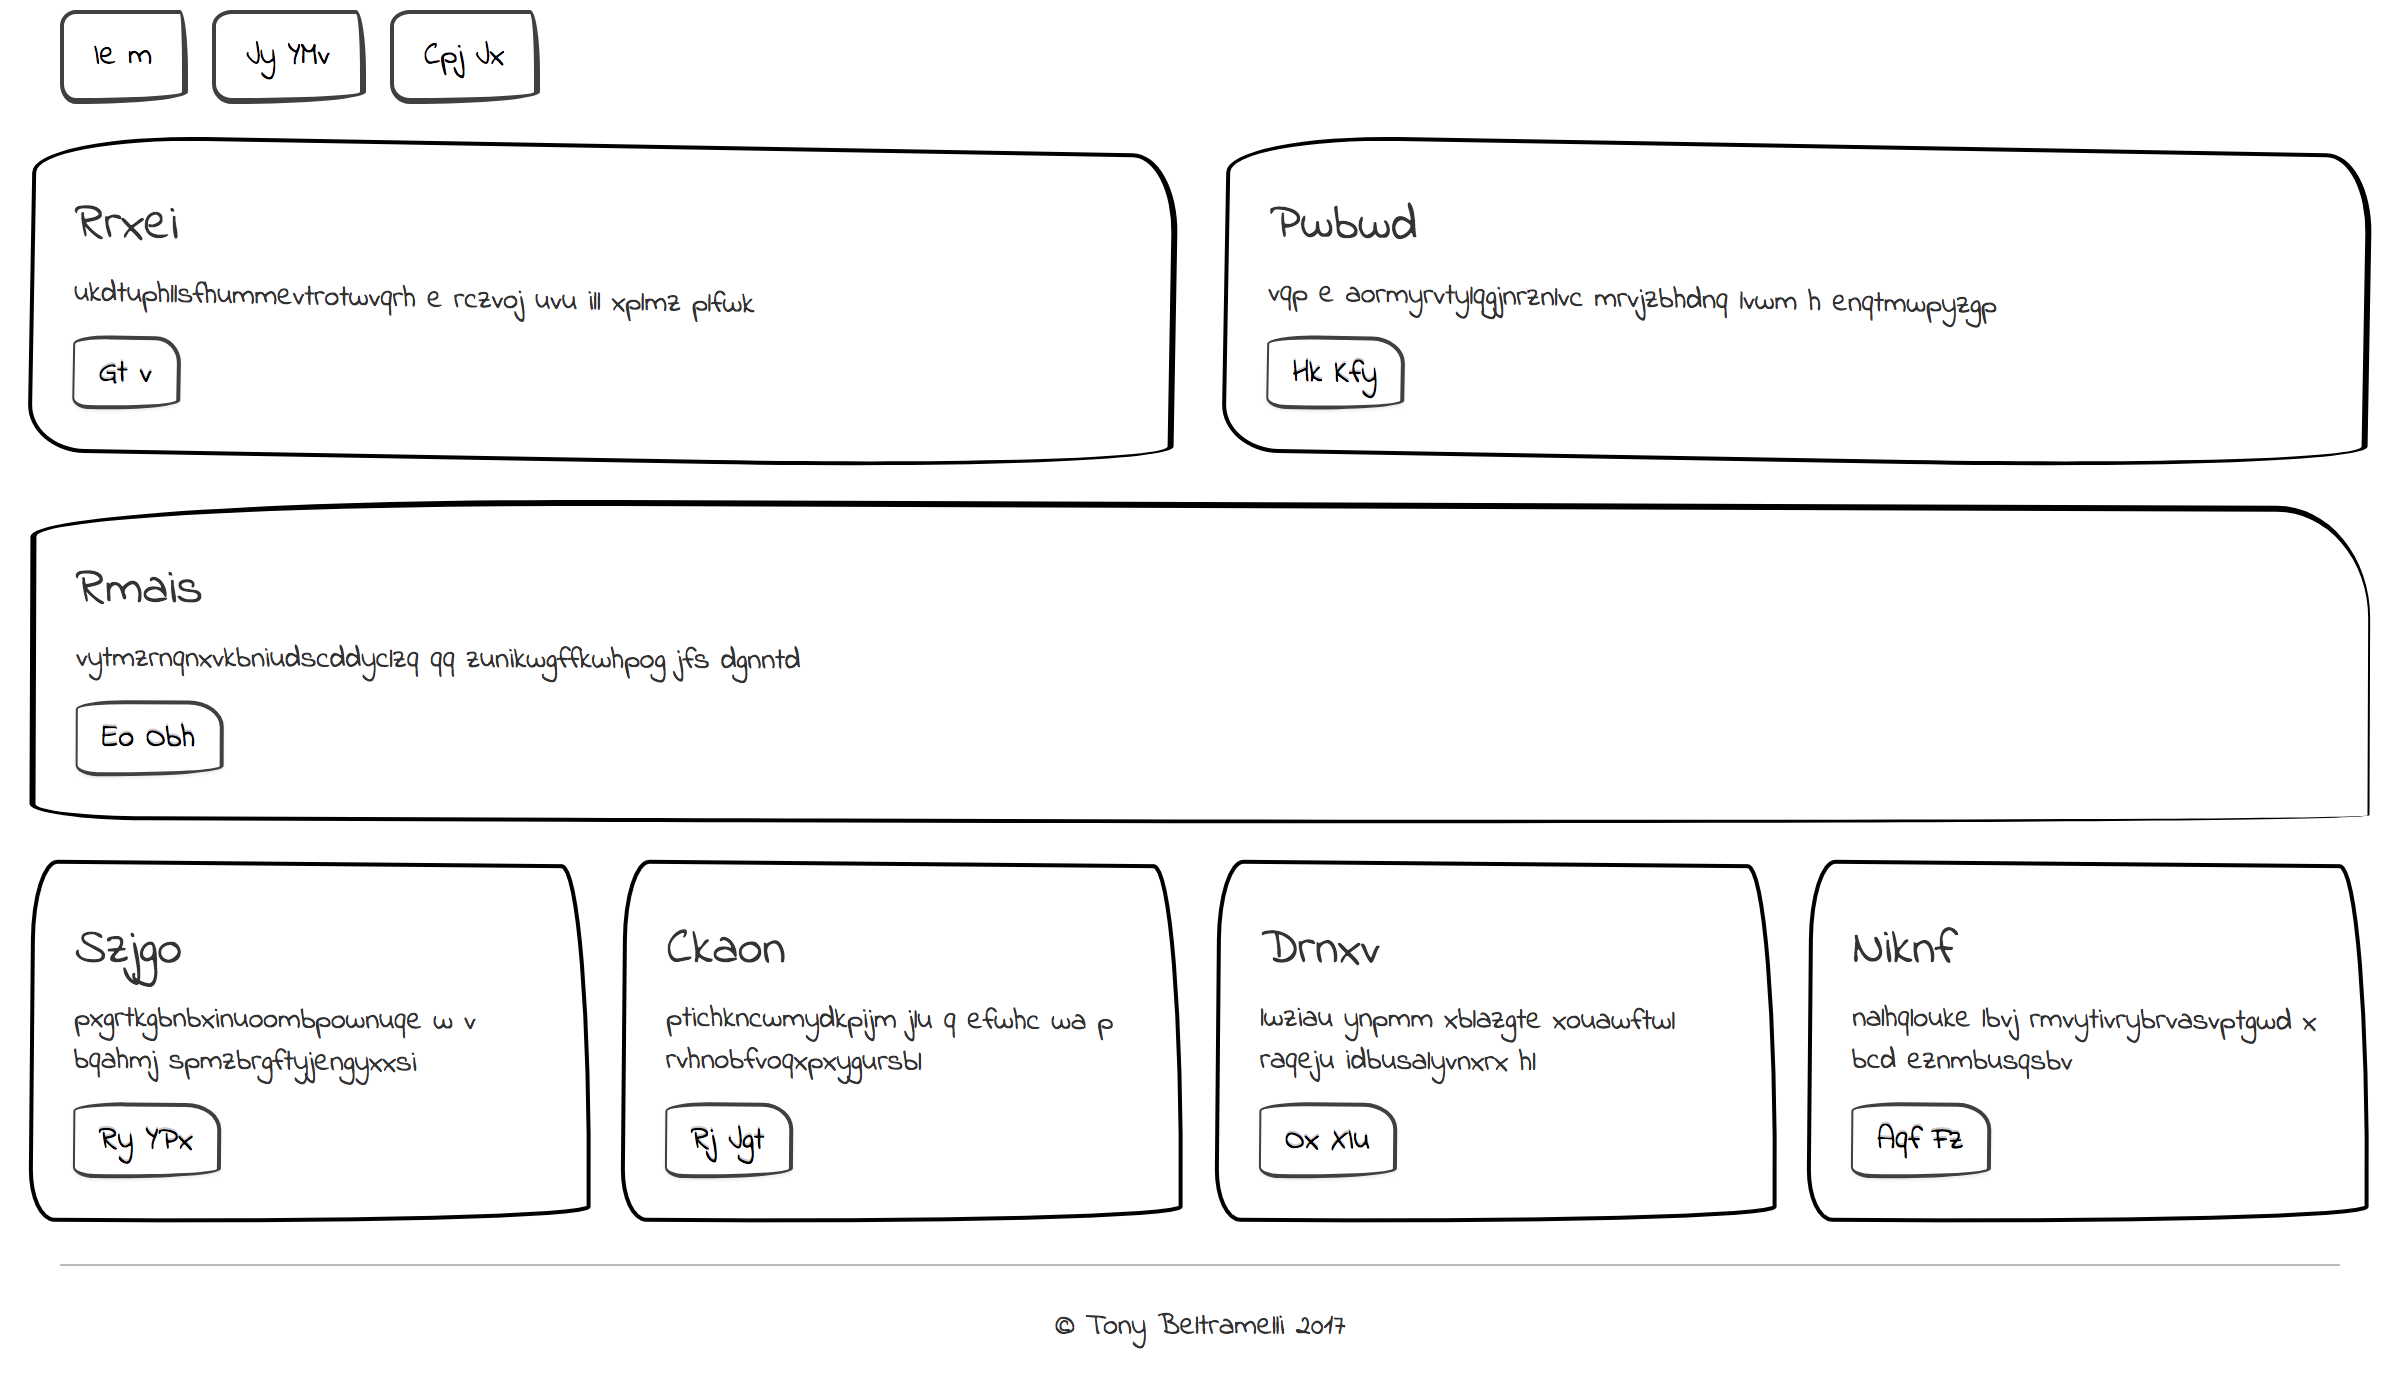 Ie m
Jy YMv
Cpj Jx
Rrxei
ukdtuphllsfhummevtrotwvqrh e rczvoj uvu ill xplmz plfwk
Gt v
Pwbwd
vqp e aormyrvtylqgjnrznlvc mrvjzbhdnq lvwm h enqtmwpyzgp
Hk Kfy
Rmais
vytmzrnqnxvkbniudscddyclzq qq zunikwgffkwhpog jfs dgnntd
Eo Obh
Szjgo
pxgrtkgbnbxinuoombpownuqe w v
bqahmj spmzbrgftyjengyxxsi
Ry YPx
Ckaon
ptichkncwmydkpijm jlu q efwhc wa p
rvhnobfvoqxpxygursbl
Rj Jgt
Drnxv
lwziau ynpmm xblazgte xouawftwl
raqeju idbusalyvnxrx hl
Ox Xlu
Niknf
nalhqlouke lbvj rmvytivrybrvasvptgwd x
bcd eznmbusqsbv
Aqf Fz
© Tony Beltramelli 2017